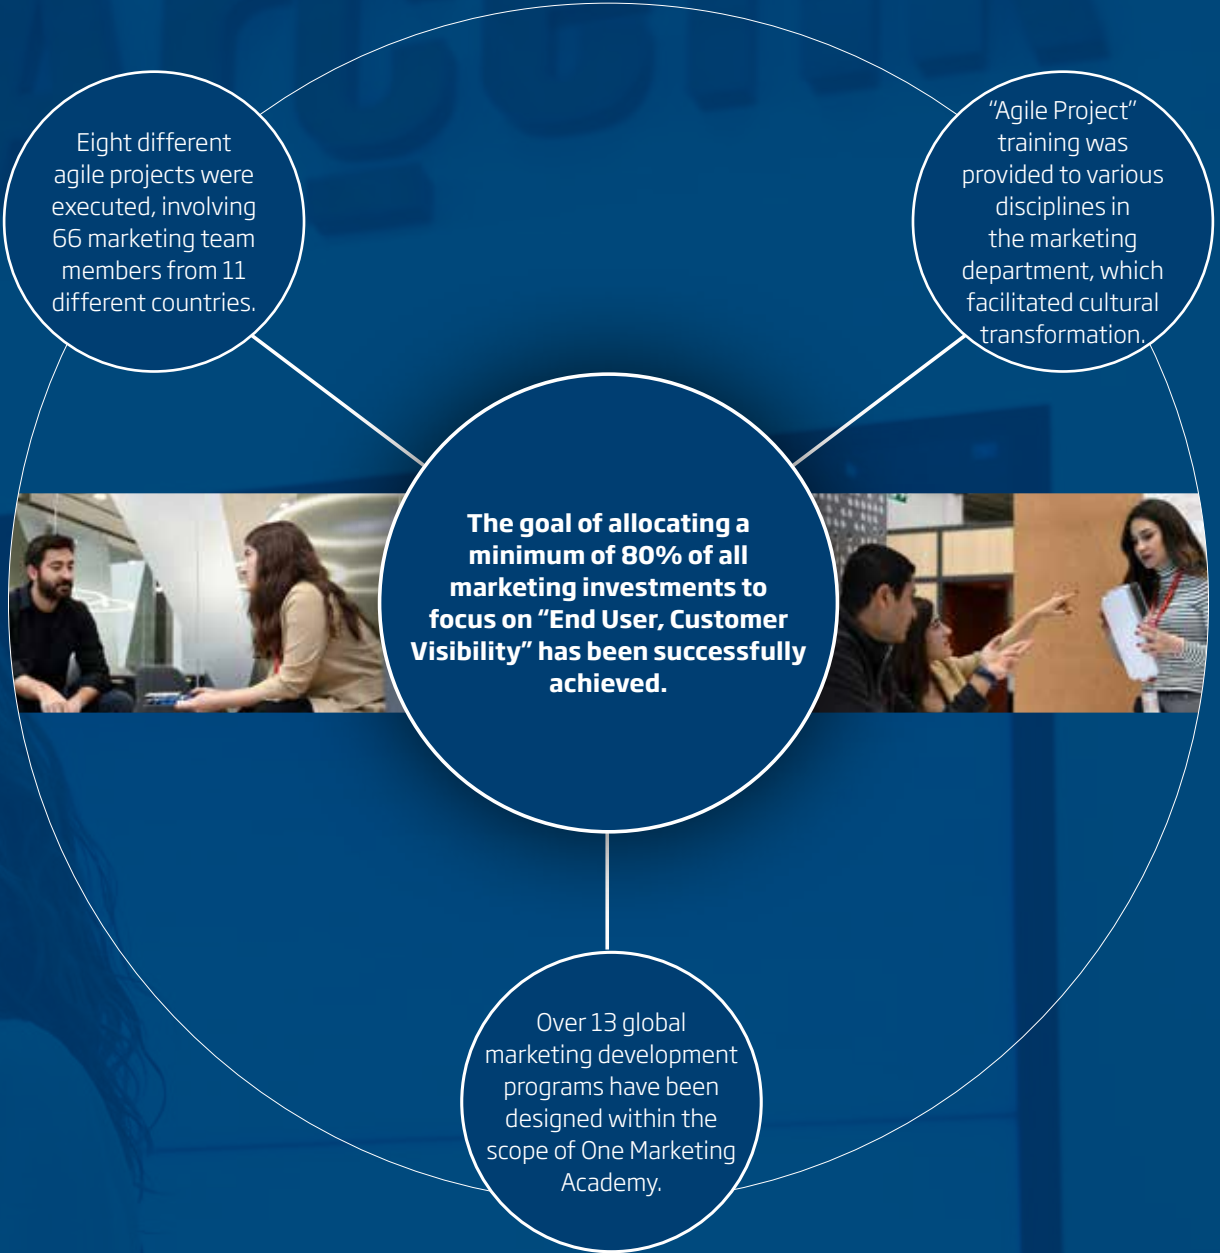 Eight different
agile projects were
executed, involving
66 marketing team
members from 11
different countries.
“Agile Project”
training was
provided to various
disciplines in
the marketing
department, which
facilitated cultural
transformation.
The goal of allocating a
minimum of 80% of all
marketing investments to
focus on “End User, Customer
Visibility” has been successfully
achieved.
Over 13 global
marketing development
programs have been
designed within the
scope of One Marketing
Academy.